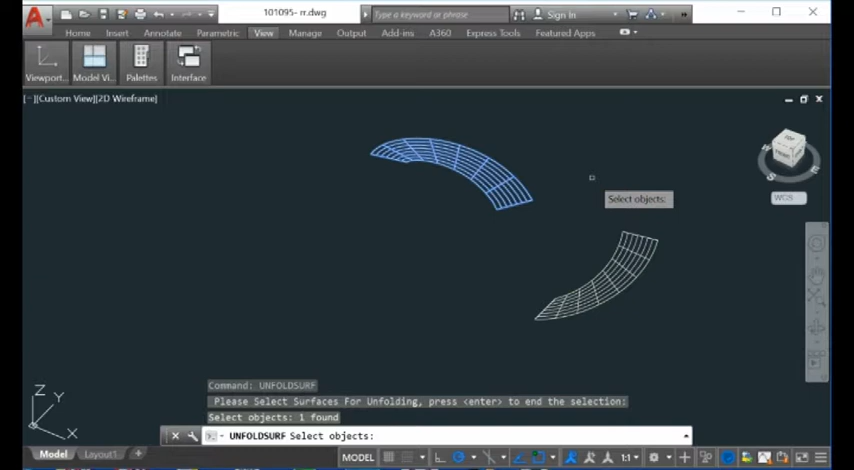 101095- rr.dwg
Type a keyword or phrase
Sign In
Home Insert Annotate Parametric View Manage Output Add-ins A360 Express Tools Featured Apps
Viewport... Model Vi... Palettes Interface
[−][Custom View][2D Wireframe]
TOP
FRONT
S E
WCS
Select objects:
Command: UNFOLDSURF
Please Select Surfaces For Unfolding, press <enter> to end the selection:
Select objects: 1 found
UNFOLDSURF Select objects:
Z Y
X
Model Layout1 +
MODEL 1:1